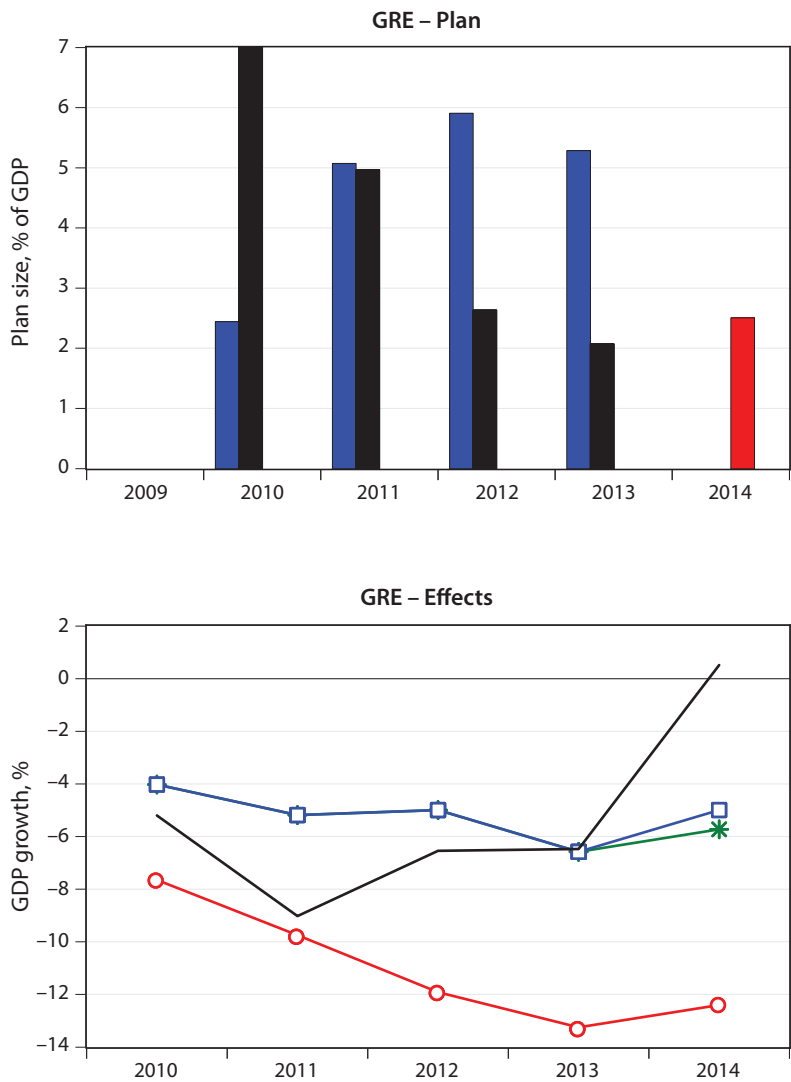 GRE – Plan
Plan size, % of GDP
7
6
5
4
3
2
1
0
2009 2010 2011 2012 2013 2014
GRE – Effects
GDP growth, %
2
0
–2
–4
–6
–8
–10
–12
–14
2010 2011 2012 2013 2014